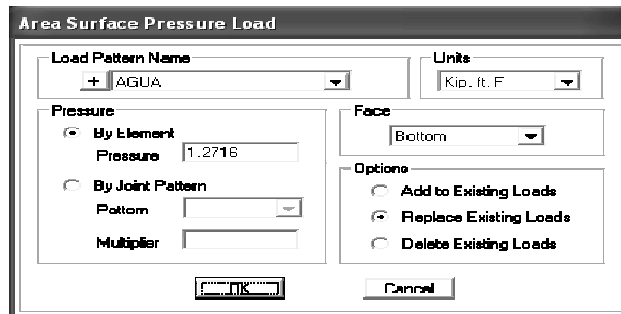 Area Surface Pressure Load
Load Pattern Name
+ AGUA
Units
Kip, ft, F
Pressure
By Element
Pressure 1.2716
By Joint Pattern
Pattern
Multiplier
Face
Bottom
Options
Add to Existing Loads
Replace Existing Loads
Delete Existing Loads
OK
Cancel